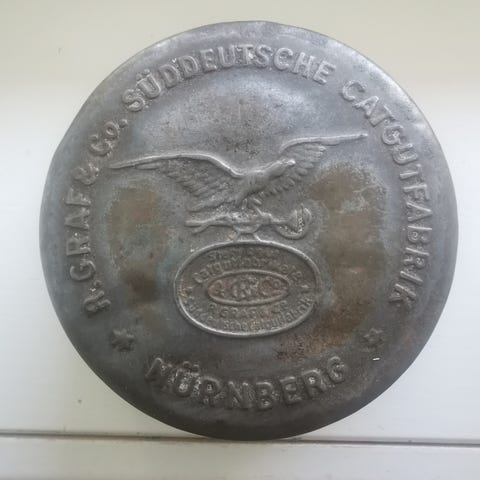 R. GRAF & Co. SÜDDEUTSCHE CATGUTFABRIK
* NÜRNBERG *
R. GRAF & Co